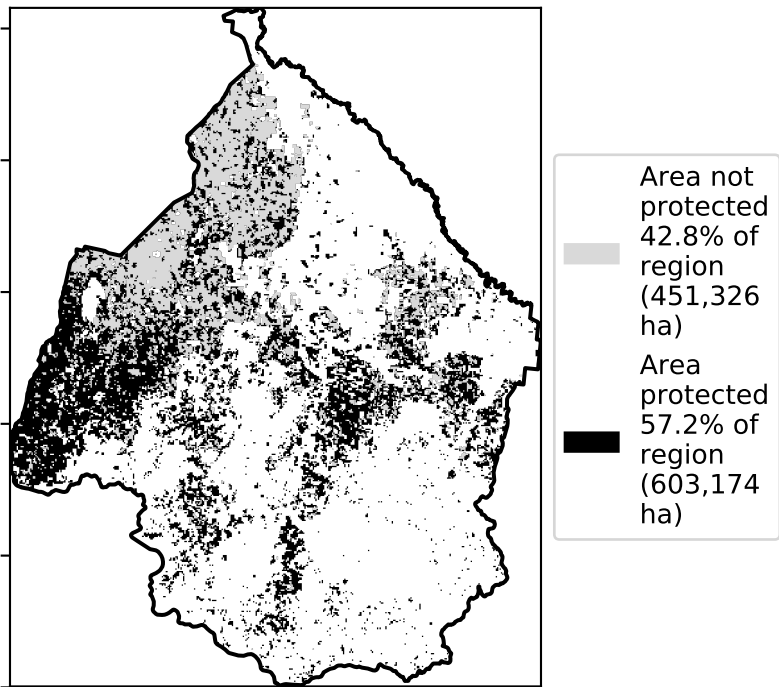 Area not
protected
42.8% of
region
(451,326
ha)
Area
protected
57.2% of
region
(603,174
ha)